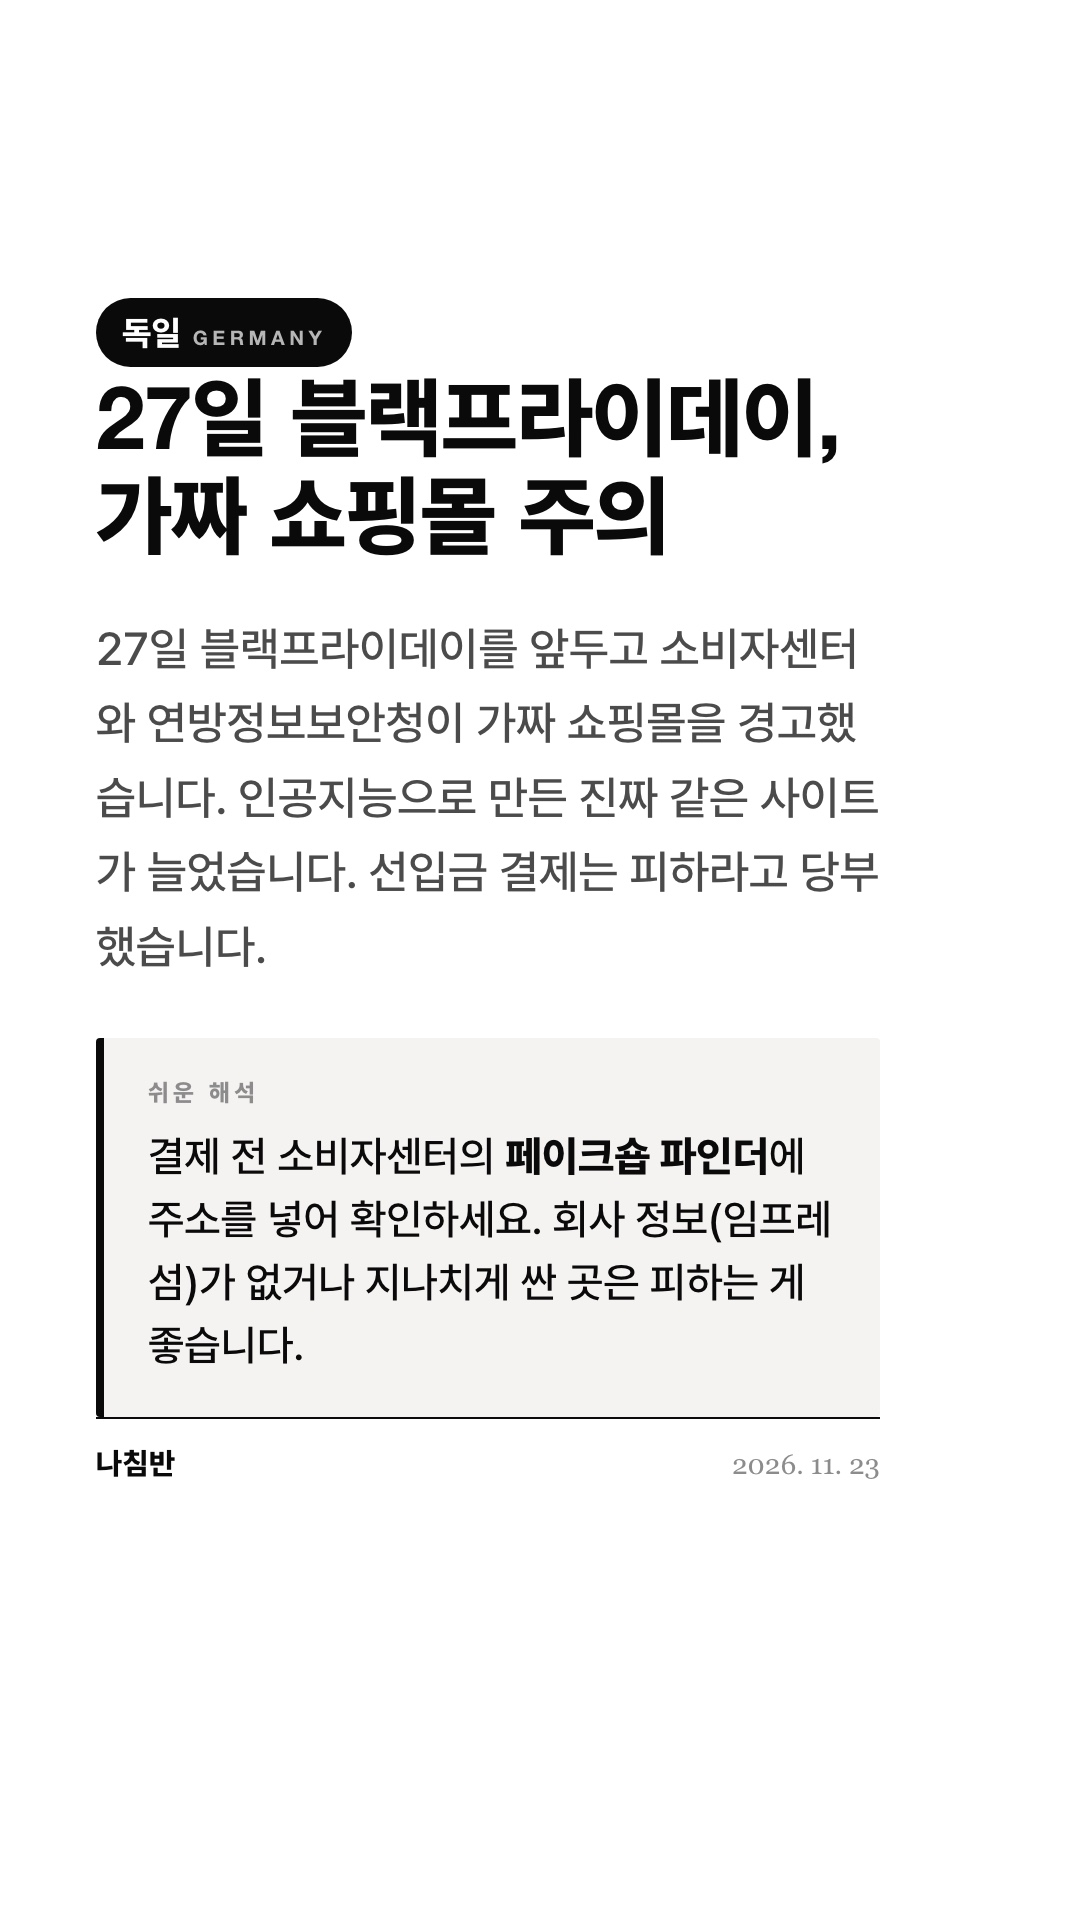 독일 GERMANY
27일 블랙프라이데이,
가짜 쇼핑몰 주의
27일 블랙프라이데이를 앞두고 소비자센터
와 연방정보보안청이 가짜 쇼핑몰을 경고했
습니다. 인공지능으로 만든 진짜 같은 사이트
가 늘었습니다. 선입금 결제는 피하라고 당부
했습니다.
쉬운 해석
결제 전 소비자센터의 페이크숍 파인더에
주소를 넣어 확인하세요. 회사 정보(임프레
섬)가 없거나 지나치게 싼 곳은 피하는 게
좋습니다.
나침반
2026. 11. 23